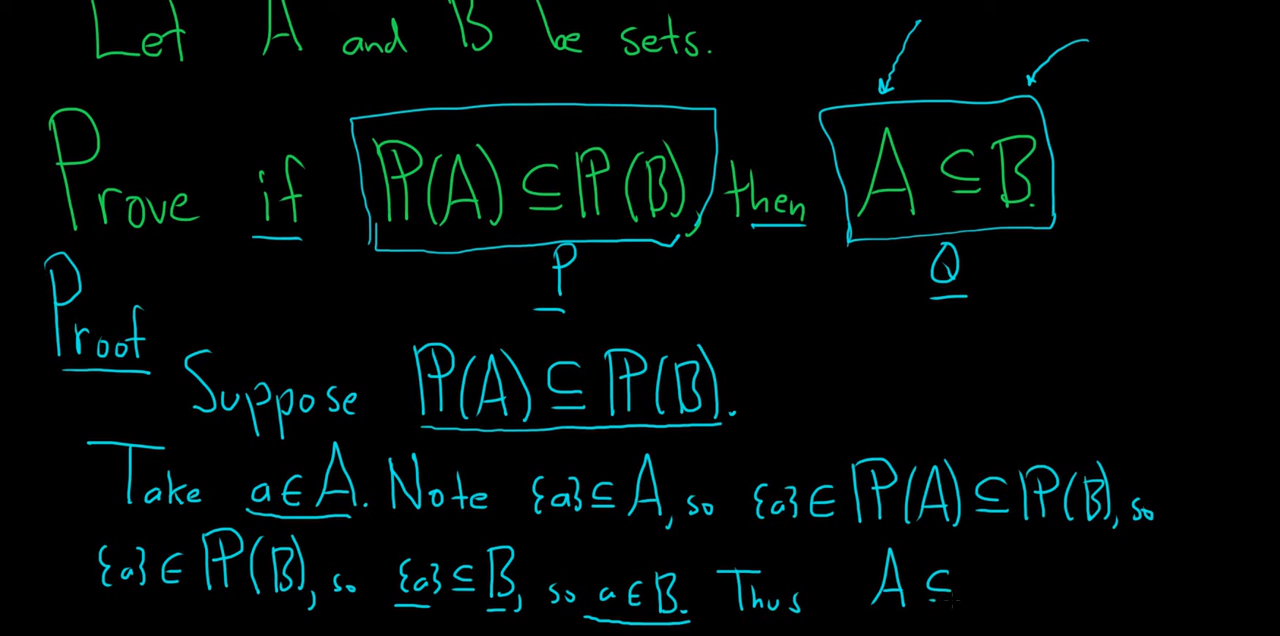 Let A and B be sets.
Prove if ℙ(A) ⊆ ℙ(B), then A ⊆ B.
P Q
Proof
Suppose ℙ(A) ⊆ ℙ(B).
Take a ∈ A. Note {a} ⊆ A, so {a} ∈ ℙ(A) ⊆ ℙ(B), so
{a} ∈ ℙ(B), so {a} ⊆ B, so a ∈ B. Thus A ⊆